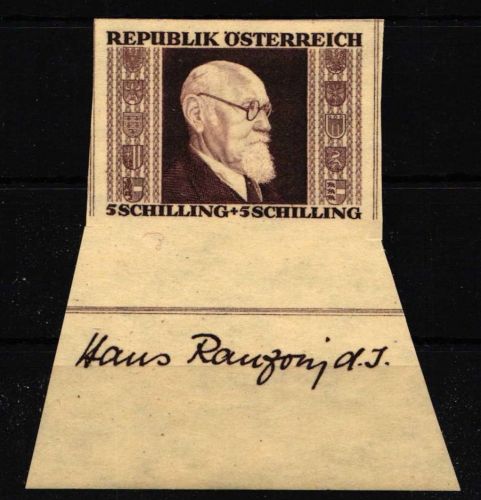 REPUBLIK ÖSTERREICH
5 SCHILLING + 5 SCHILLING
Hans Ranzoni d. J.